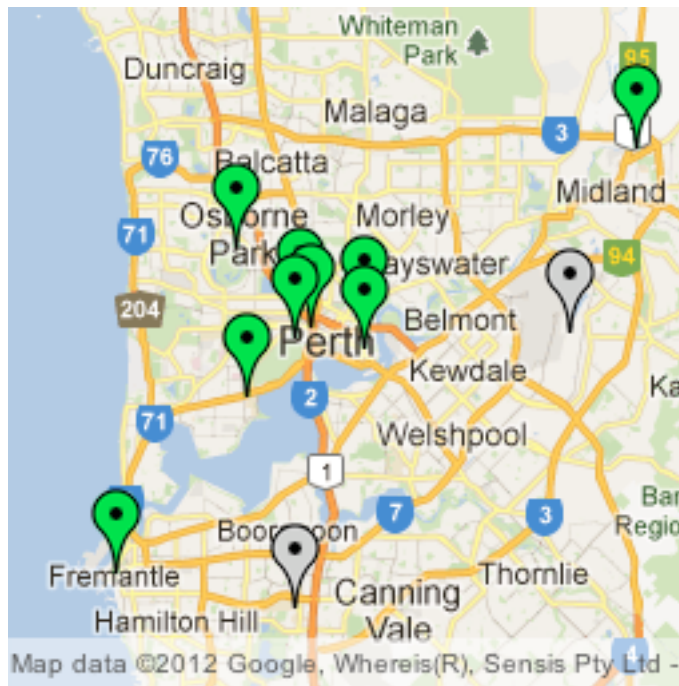 Whiteman
Park
Duncraig
95
Malaga
3
76
Balcatta
Midland
Osborne
Park
Morley
71
94
Bayswater
204
Belmont
Perth
Kewdale
2
71
Welshpool
1
7
3
Booragoon
Fremantle
Thornlie
Canning
Vale
Hamilton Hill
4
Map data ©2012 Google, Whereis(R), Sensis Pty Ltd -